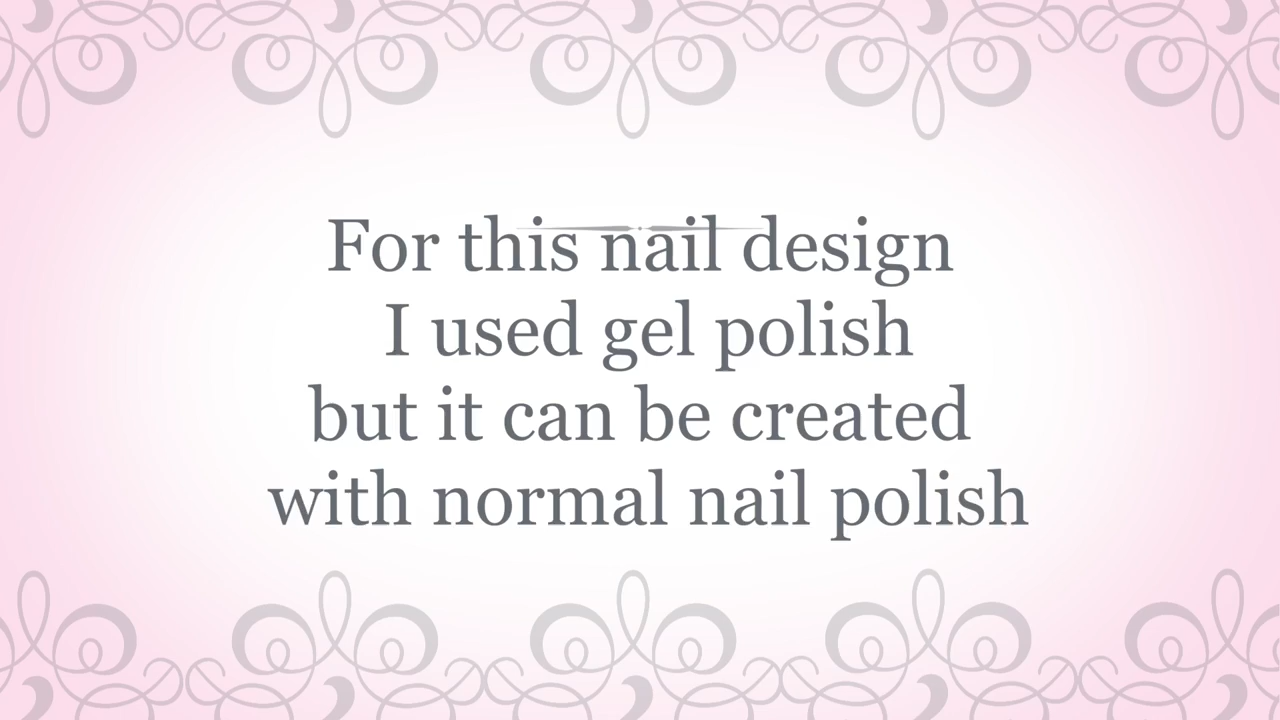 For this nail design
I used gel polish
but it can be created
with normal nail polish